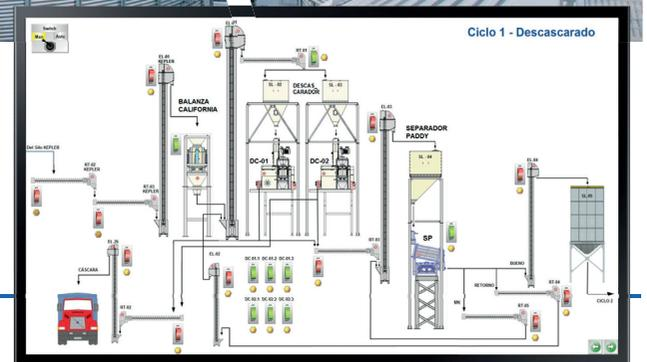 Switch
Man Auto
Ciclo 1 - Descascarado
EL-01
RT-01
EL-00
KEPLER
BALANZA
CALIFORNIA
SL - 02
DESCAS_
CARADOR
SL - 03
DC-01
DC-02
EL-03
SEPARADOR
PADDY
SL - 04
SP
EL-04
SL-05
Del Silo KEPLER
RT-02
KEPLER
RT-03
KEPLER
RT-03
EL-25
CÁSCARA
RT-02
EL-02
DC-01.1 DC-01.2 DC-01.3
DC-02.1 DC-02.2 DC-02.3
BUENO
RETORNO
RT-04
MN
RT-05
CICLO-2